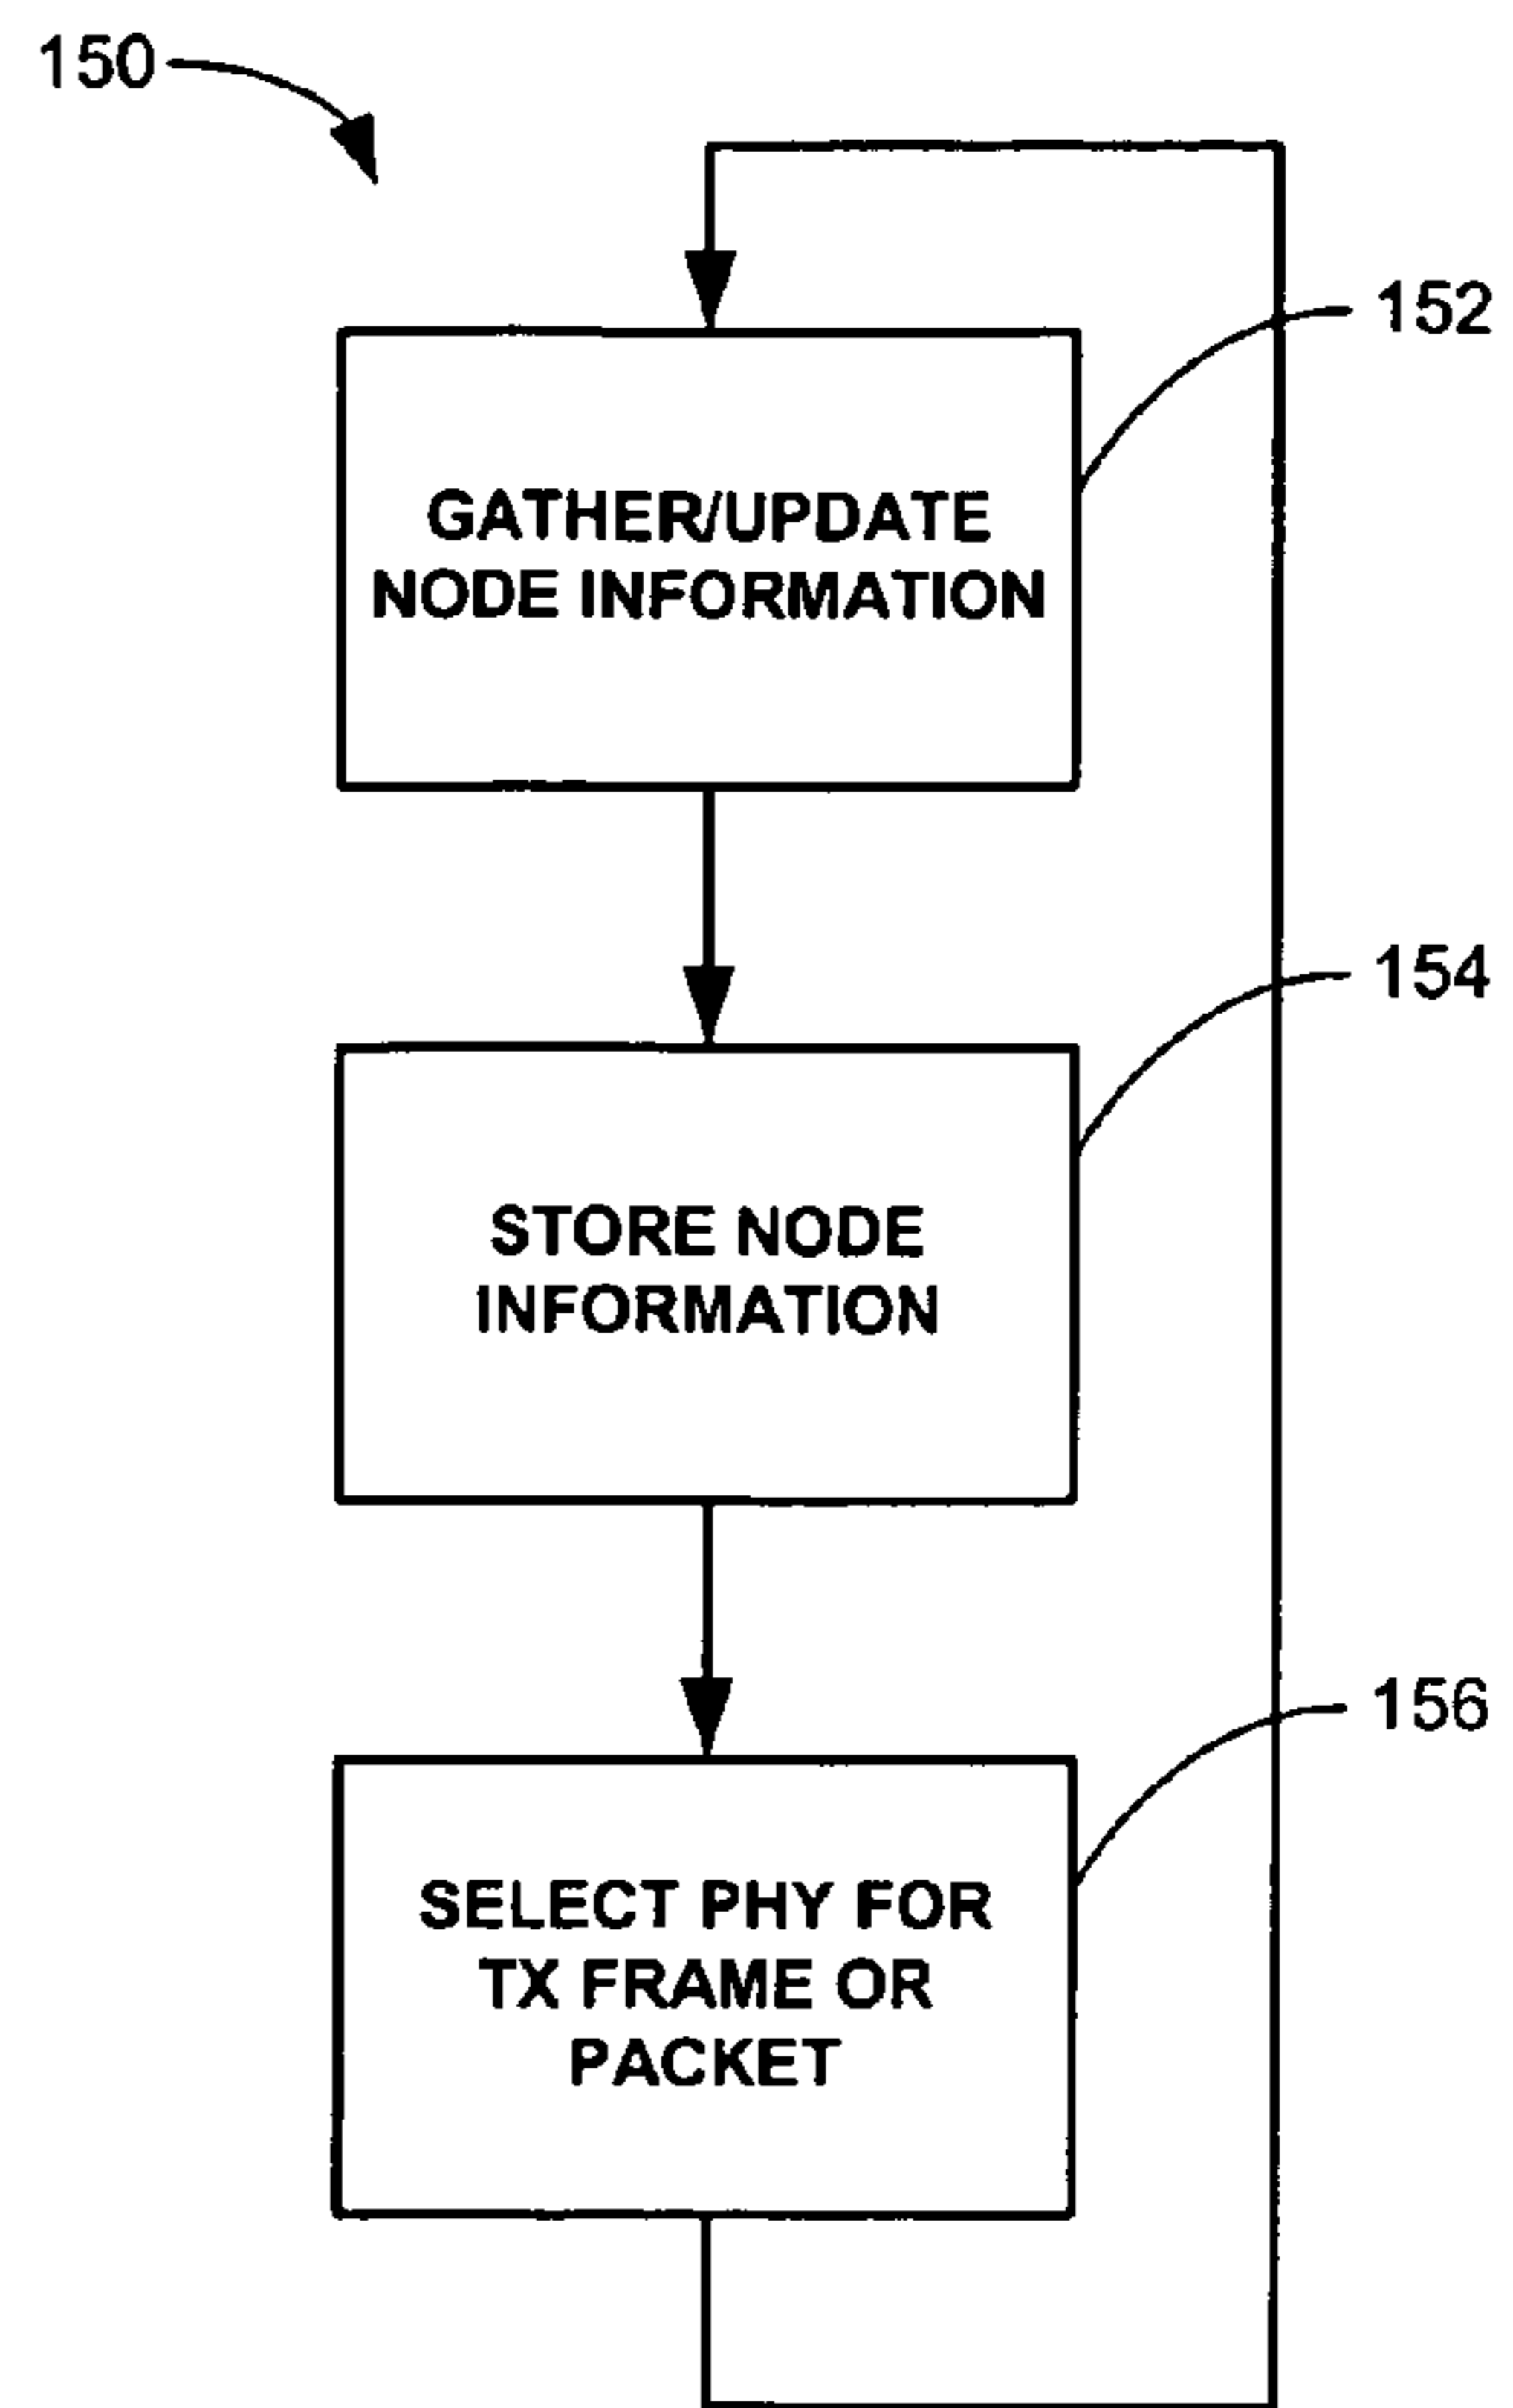 150
152
GATHER/UPDATE
NODE INFORMATION
154
STORE NODE
INFORMATION
156
SELECT PHY FOR
TX FRAME OR
PACKET